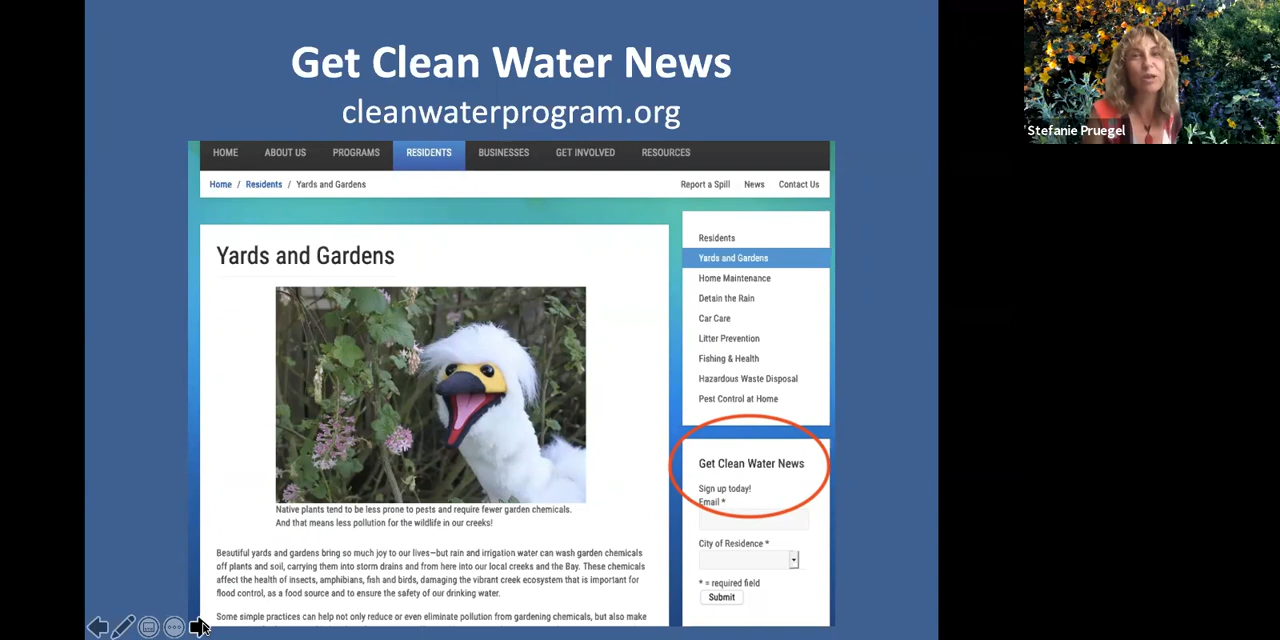 Get Clean Water News
cleanwaterprogram.org
HOME ABOUT US PROGRAMS RESIDENTS BUSINESSES GET INVOLVED RESOURCES
Home / Residents / Yards and Gardens
Report a Spill News Contact Us
Yards and Gardens
Native plants tend to be less prone to pests and require fewer garden chemicals.
And that means less pollution for the wildlife in our creeks!
Beautiful yards and gardens bring so much joy to our lives—but rain and irrigation water can wash garden chemicals
off plants and soil, carrying them into storm drains and from here into our local creeks and the Bay. These chemicals
affect the health of insects, amphibians, fish and birds, damaging the vibrant creek ecosystem that is important for
flood control, as a food source and to ensure the safety of our drinking water.
Some simple practices can help not only reduce or even eliminate pollution from gardening chemicals, but also make
Residents
Yards and Gardens
Home Maintenance
Detain the Rain
Car Care
Litter Prevention
Fishing & Health
Hazardous Waste Disposal
Pest Control at Home
Get Clean Water News
Sign up today!
Email *
City of Residence *
* = required field
Submit
Stefanie Pruegel